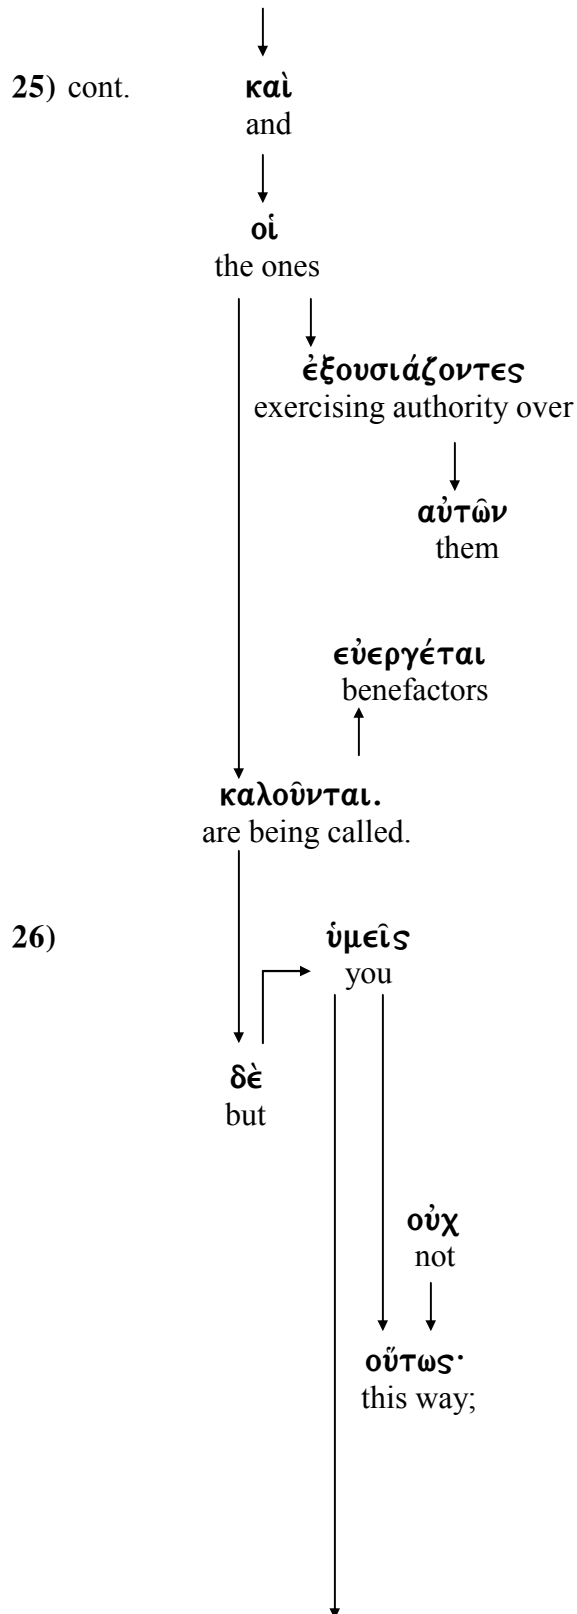 25) cont. καὶ
and
οἱ
the ones
ἐξουσιάζοντες
exercising authority over
αὐτῶν
them
εὐεργέται
benefactors
καλοῦνται.
are being called.
26) ὑμεῖς
you
δὲ
but
οὐχ
not
οὕτως·
this way;